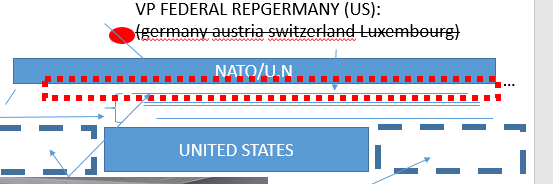 VP FEDERAL REPGERMANY (US):
(germany austria switzerland Luxembourg)
NATO/U.N
...
UNITED STATES